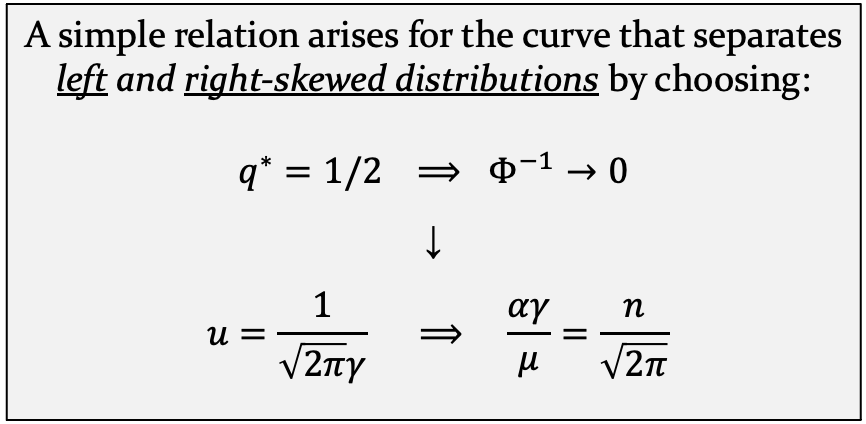 A simple relation arises for the curve that separates
left and right-skewed distributions by choosing:
q* = 1/2 ⟹ Φ⁻¹ → 0
↓
u = 1/(√2πγ) ⟹ αγ/μ = n/√2π